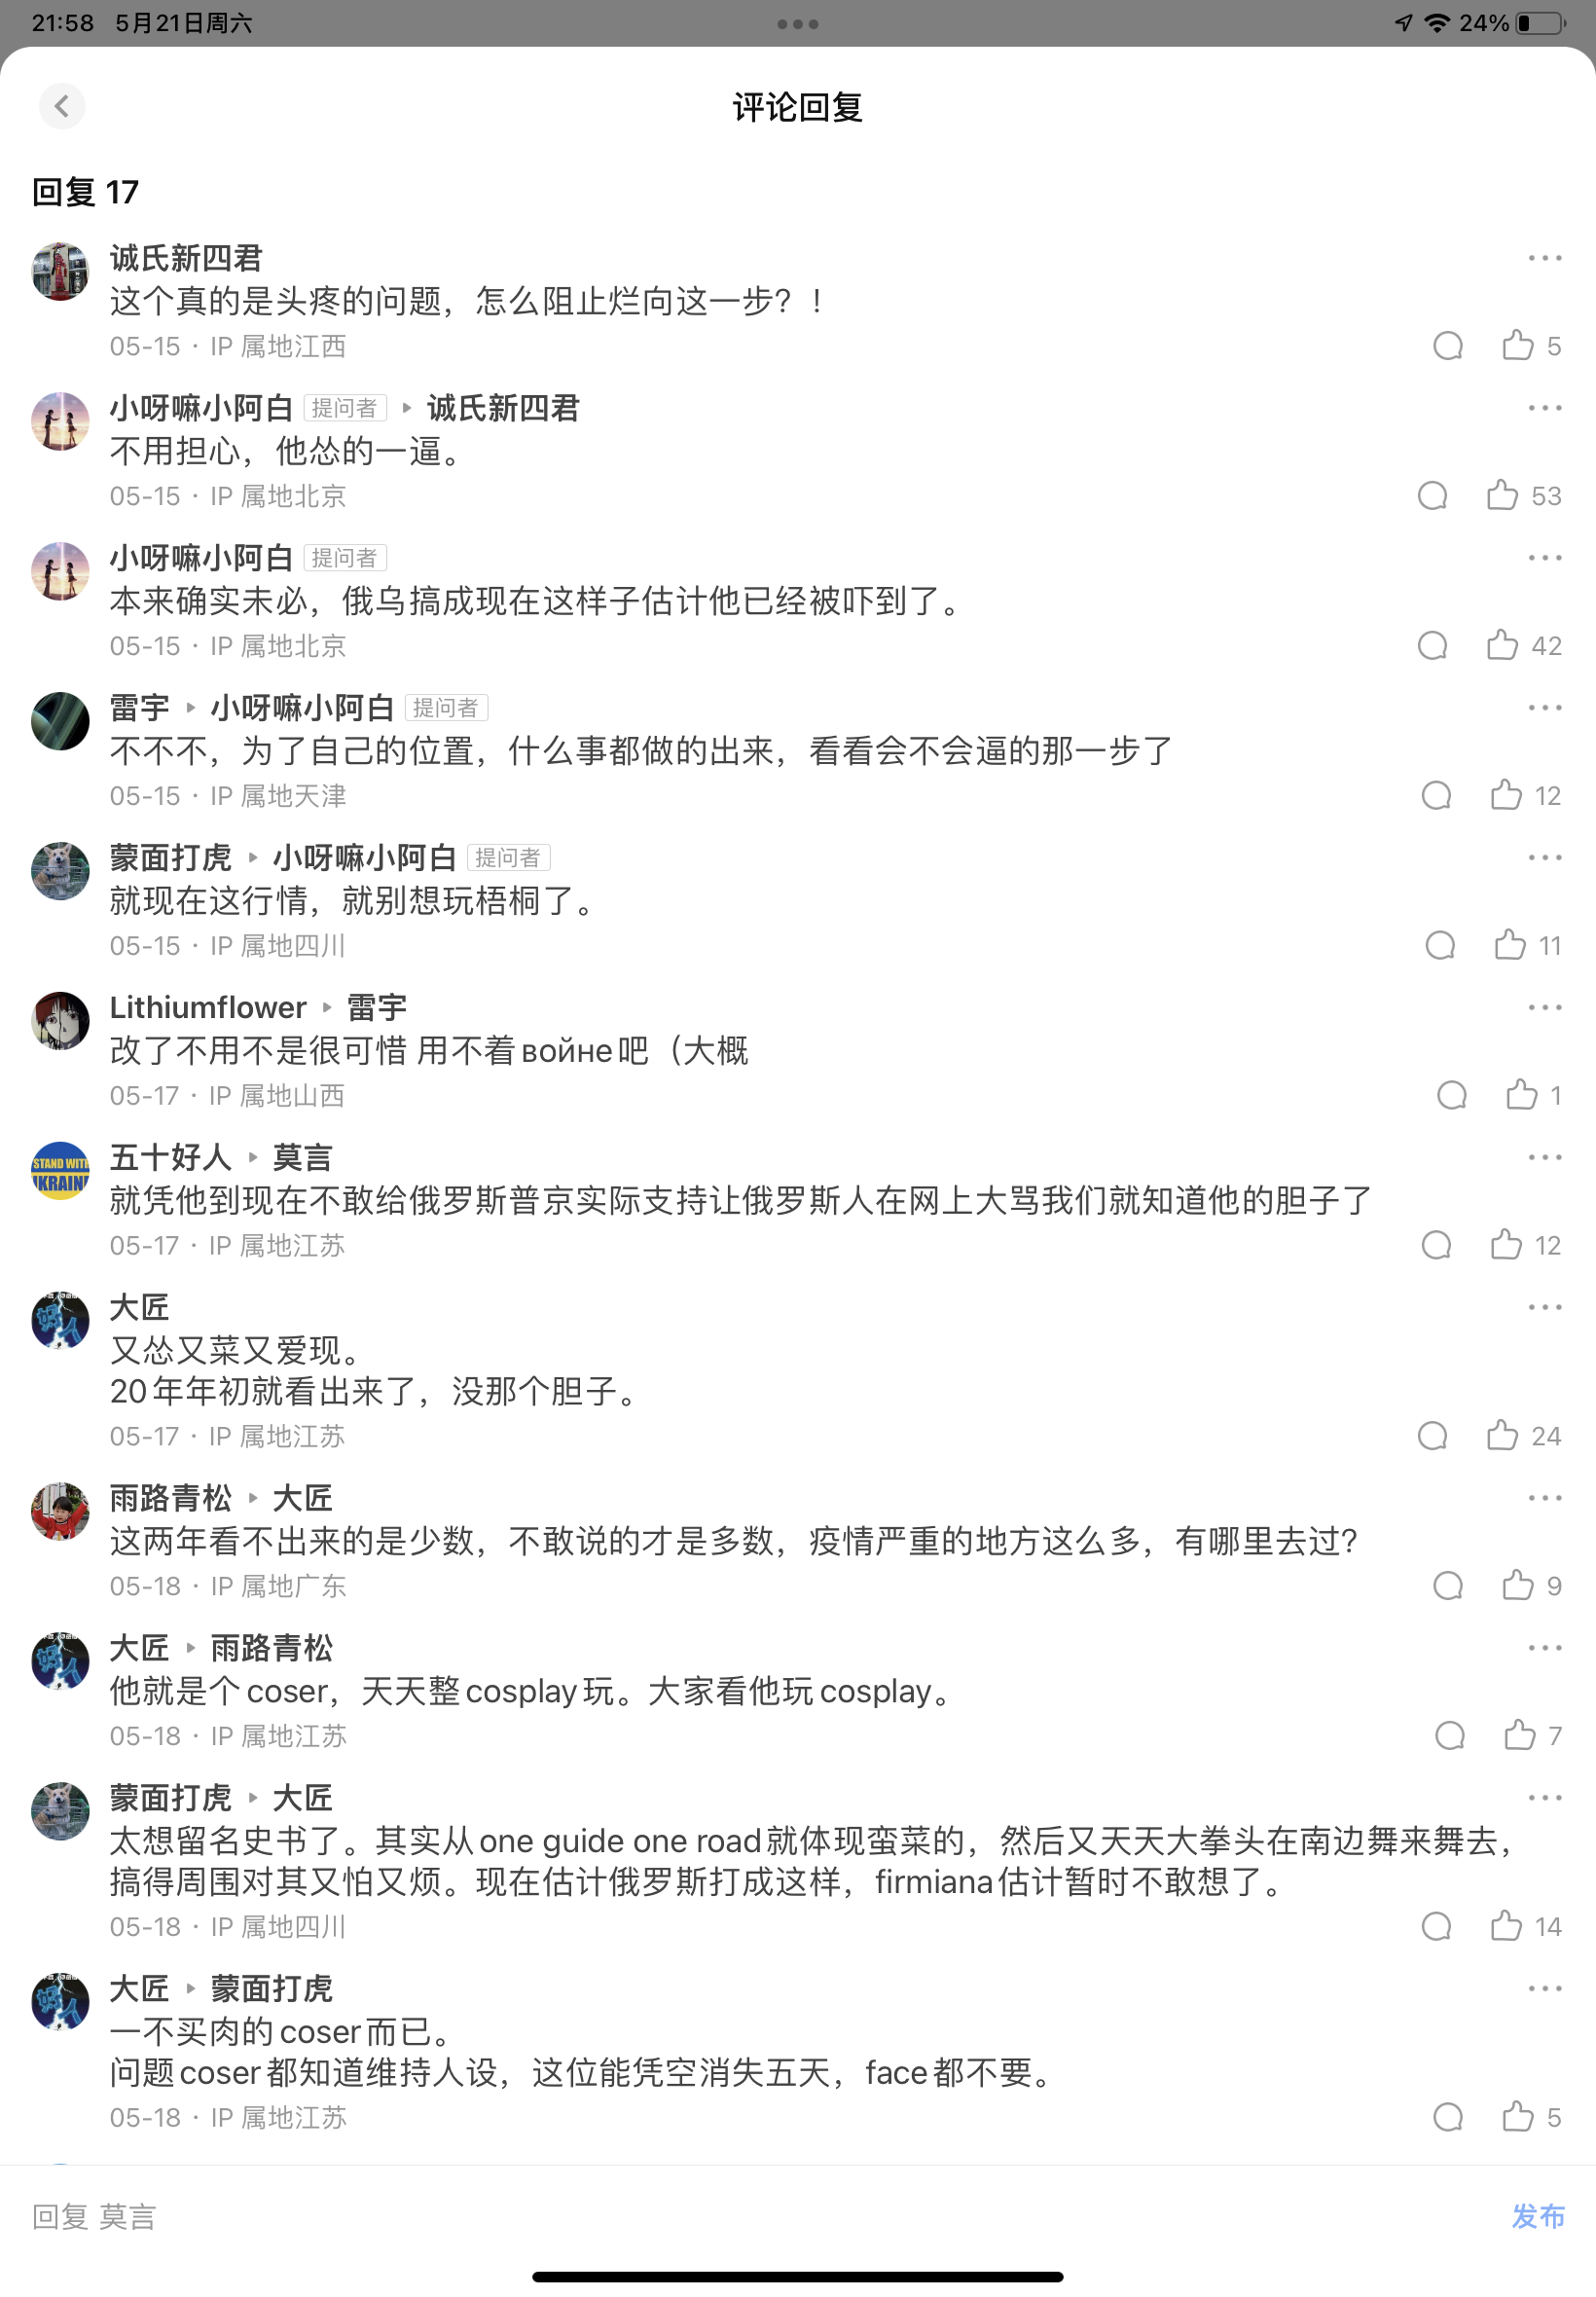 21:58 5月21日周六
24%
评论回复
回复 17
诚氏新四君
这个真的是头疼的问题，怎么阻止烂向这一步？！
05-15 · IP 属地江西
5
小呀嘛小阿白 提问者 诚氏新四君
不用担心，他怂的一逼。
05-15 · IP 属地北京
53
小呀嘛小阿白 提问者
本来确实未必，俄乌搞成现在这样子估计他已经被吓到了。
05-15 · IP 属地北京
42
雷宇 小呀嘛小阿白 提问者
不不不，为了自己的位置，什么事都做的出来，看看会不会逼的那一步了
05-15 · IP 属地天津
12
蒙面打虎 小呀嘛小阿白 提问者
就现在这行情，就别想玩梧桐了。
05-15 · IP 属地四川
11
Lithiumflower 雷宇
改了不用不是很可惜 用不着войне吧（大概
05-17 · IP 属地山西
1
STAND WITH
UKRAINE
五十好人 莫言
就凭他到现在不敢给俄罗斯普京实际支持让俄罗斯人在网上大骂我们就知道他的胆子了
05-17 · IP 属地江苏
12
好人
大匠
又怂又菜又爱现。
20年年初就看出来了，没那个胆子。
05-17 · IP 属地江苏
24
雨路青松 大匠
这两年看不出来的是少数，不敢说的才是多数，疫情严重的地方这么多，有哪里去过？
05-18 · IP 属地广东
9
好人
大匠 雨路青松
他就是个coser，天天整cosplay玩。大家看他玩cosplay。
05-18 · IP 属地江苏
7
蒙面打虎 大匠
太想留名史书了。其实从one guide one road就体现蛮菜的，然后又天天大拳头在南边舞来舞去，
搞得周围对其又怕又烦。现在估计俄罗斯打成这样，firmiana估计暂时不敢想了。
05-18 · IP 属地四川
14
好人
大匠 蒙面打虎
一不买肉的coser而已。
问题coser都知道维持人设，这位能凭空消失五天，face都不要。
05-18 · IP 属地江苏
5
回复 莫言
发布